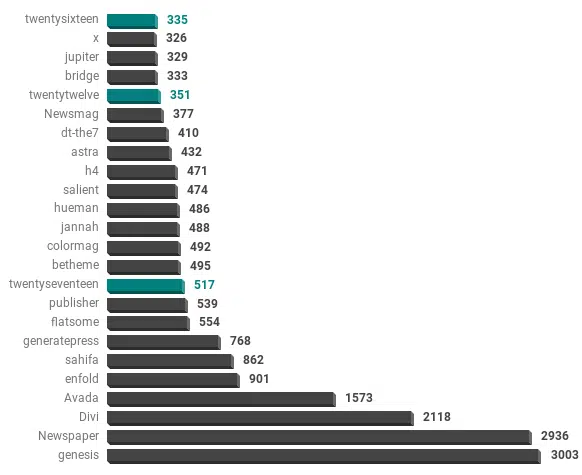 twentysixteen 335
x 326
jupiter 329
bridge 333
twentytwelve 351
Newsmag 377
dt-the7 410
astra 432
h4 471
salient 474
hueman 486
jannah 488
colormag 492
betheme 495
twentyseventeen 517
publisher 539
flatsome 554
generatepress 768
sahifa 862
enfold 901
Avada 1573
Divi 2118
Newspaper 2936
genesis 3003